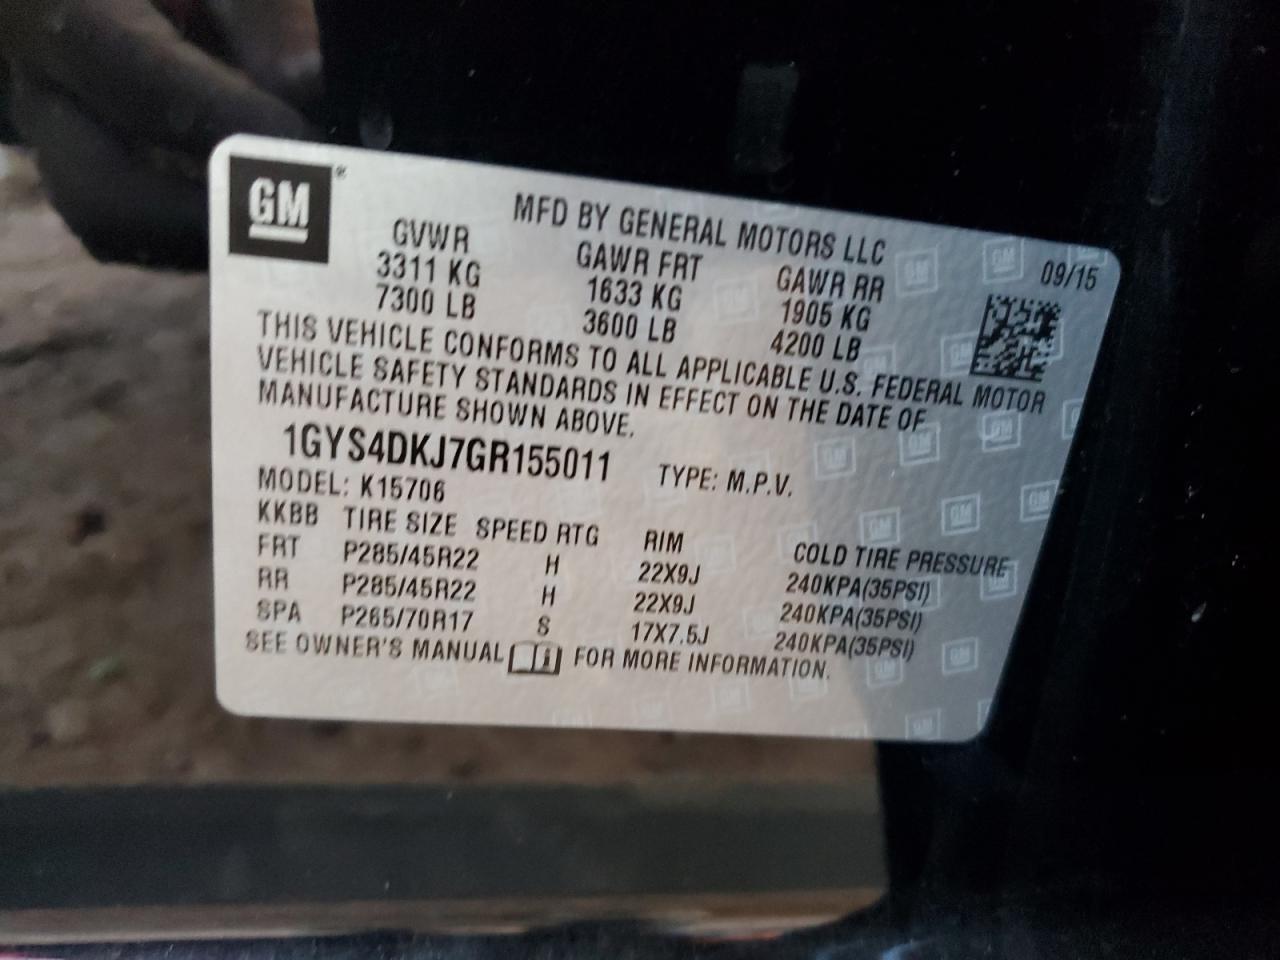 GM®
MFD BY GENERAL MOTORS LLC
09/15
GVWR GAWR FRT GAWR RR
3311 KG 1633 KG 1905 KG
7300 LB 3600 LB 4200 LB
THIS VEHICLE CONFORMS TO ALL APPLICABLE U.S. FEDERAL MOTOR
VEHICLE SAFETY STANDARDS IN EFFECT ON THE DATE OF
MANUFACTURE SHOWN ABOVE.
1GYS4DKJ7GR155011 TYPE: M.P.V.
MODEL: K15706
KKBB TIRE SIZE SPEED RTG RIM COLD TIRE PRESSURE
FRT P285/45R22 H 22X9J 240KPA(35PSI)
RR P285/45R22 H 22X9J 240KPA(35PSI)
SPA P265/70R17 S 17X7.5J 240KPA(35PSI)
SEE OWNER'S MANUAL FOR MORE INFORMATION.